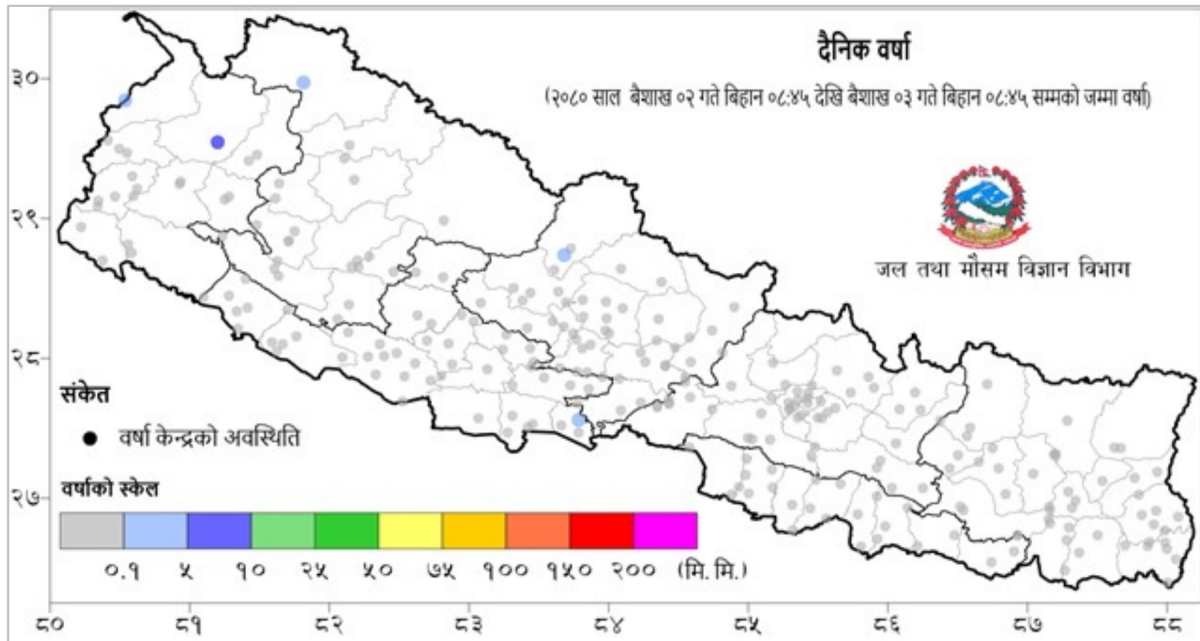 दैनिक वर्षा
(२०८० साल बैशाख ०२ गते बिहान ०८:४५ देखि बैशाख ०३ गते बिहान ०८:४५ सम्मको जम्मा वर्षा)
जल तथा मौसम विज्ञान विभाग
३०
२९
२८
२७
संकेत
वर्षा केन्द्रको अवस्थिति
वर्षाको स्केल
०.१ ५ १० २५ ५० ७५ १०० १५० २०० (मि.मि.)
८० ८१ ८२ ८३ ८४ ८५ ८६ ८७ ८८